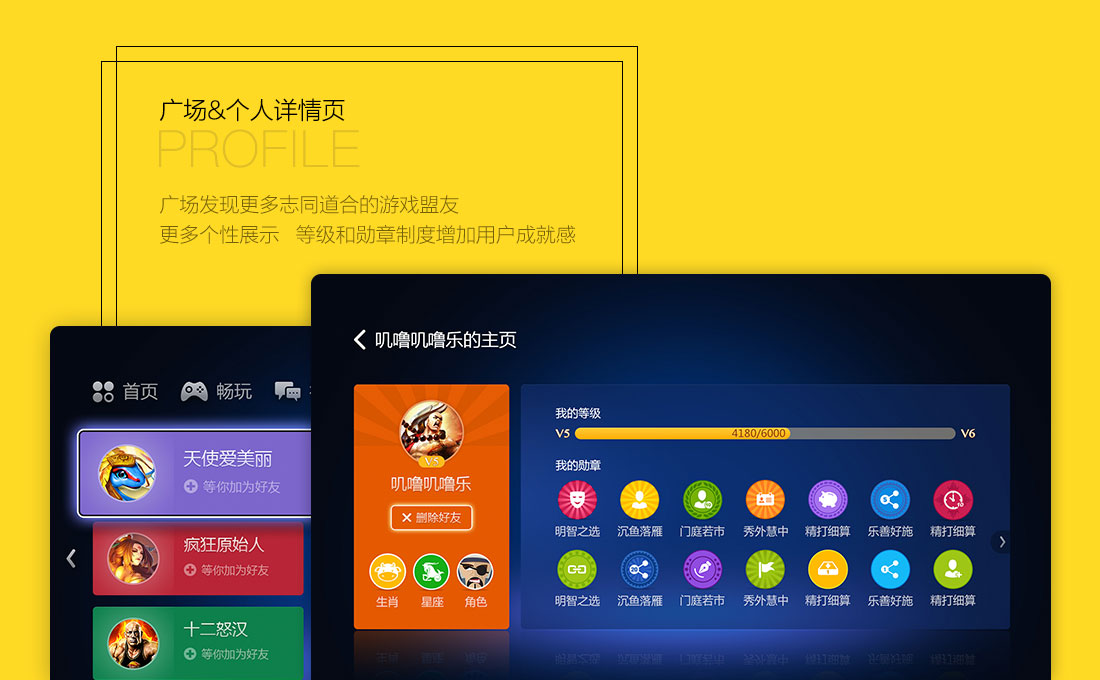 广场&个人详情页
PROFILE
广场发现更多志同道合的游戏盟友
更多个性展示 等级和勋章制度增加用户成就感
首页 畅玩
天使爱美丽
等你加为好友
疯狂原始人
等你加为好友
十二怒汉
等你加为好友
叽噜叽噜乐的主页
V5
叽噜叽噜乐
删除好友
生肖 星座 角色
我的等级
V5 4180/6000 V6
我的勋章
明智之选 沉鱼落雁 门庭若市 秀外慧中 精打细算 乐善好施 精打细算
明智之选 沉鱼落雁 门庭若市 秀外慧中 精打细算 乐善好施 精打细算